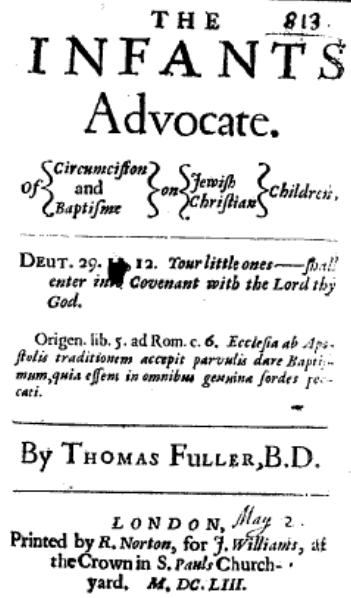 THE 813.
INFANTS
Advocate.
Of { Circumciſion and Baptiſme } on { Jewiſh Chriſtian } Children,
DEUT. 29. 12. Your little ones——ſhall
enter into Covenant with the Lord thy
God.
Origen. lib. 5. ad Rom. c. 6. Eccleſia ab Apo-
ſtolis traditionem accepit parvulis dare Bapti-
mum, quia eſſent in omnibus genuina ſordes pec-
cati.
By THOMAS FULLER, B.D.
LONDON, May 2.
Printed by R. Norton, for J. Williams, at
the Crown in S. Pauls Church-
yard. M. DC. LIII.